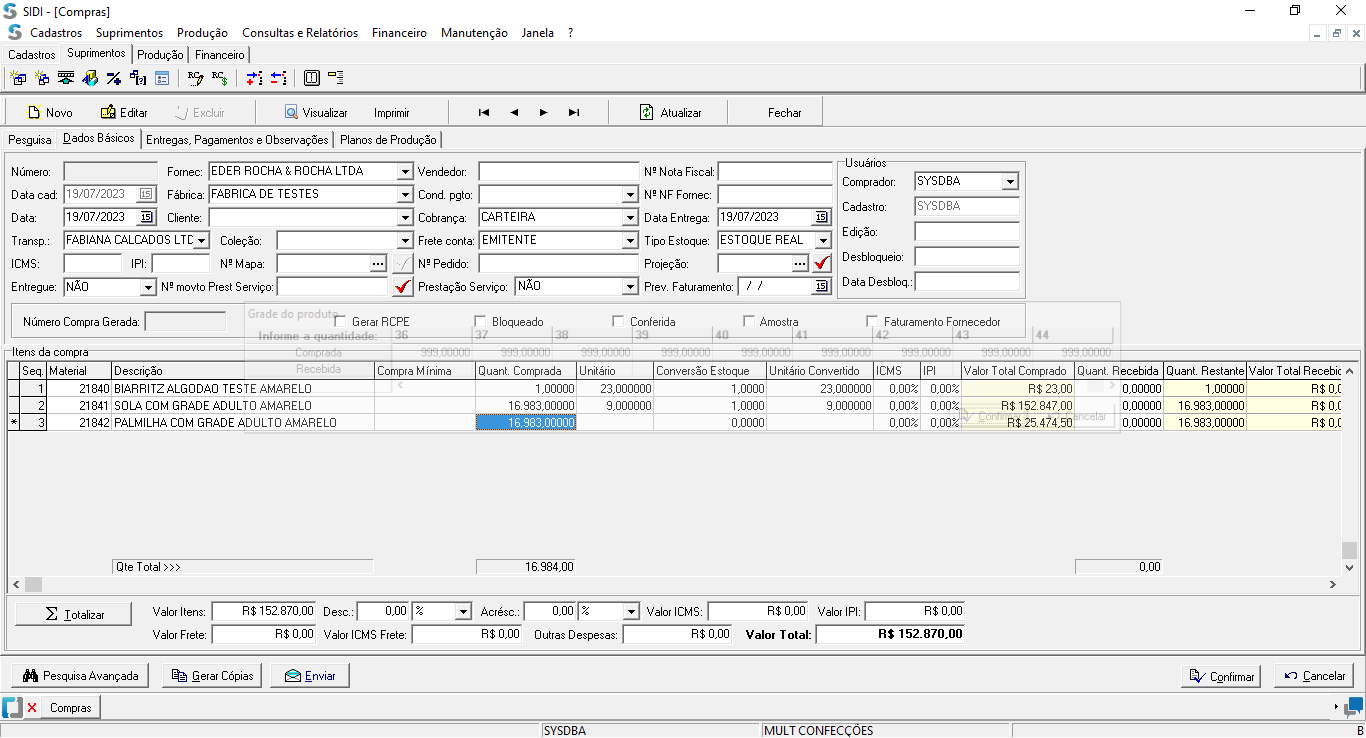 SIDI - [Compras]
Cadastros Suprimentos Produção Consultas e Relatórios Financeiro Manutenção Janela ?
Cadastros Suprimentos Produção Financeiro
Novo Editar Excluir Visualizar Imprimir Atualizar Fechar
Pesquisa Dados Básicos Entregas, Pagamentos e Observações Planos de Produção
Número: Fornec: EDER ROCHA & ROCHA LTDA Vendedor: Nº Nota Fiscal: Usuários
Comprador: SYSDBA
Data cad: 19/07/2023 15 Fábrica: FABRICA DE TESTES Cond. pgto: Nº NF Fornec:
Cadastro: SYSDBA
Data: 19/07/2023 15 Cliente: Cobrança: CARTEIRA Data Entrega: 19/07/2023 15
Edição:
Transp.: FABIANA CALCADOS LTC Coleção: Frete conta: EMITENTE Tipo Estoque: ESTOQUE REAL
Desbloqueio:
ICMS: IPI: Nº Mapa: ... Nº Pedido: Projeção: ...
Data Desbloq.:
Entregue: NÃO Nº movto Prest Serviço: Prestação Serviço: NÃO Prev. Faturamento: / / 15
Grade do produto
Número Compra Gerada: Gerar RCPE Bloqueado Conferida Amostra Faturamento Fornecedor
Informe a quantidade: 36 37 38 39 40 41 42 43 44
Itens da compra
Comprada 999,00000 999,00000 999,00000 999,00000 999,00000 999,00000 999,00000 999,00000 999,00000
Recebida
Seq. Material Descrição Compra Mínima Quant. Comprada Unitário Conversão Estoque Unitário Convertido ICMS IPI Valor Total Comprado Quant. Recebida Quant. Restante Valor Total Recebic
1 21840 BIARRITZ ALGODAO TESTE AMARELO 1,00000 23,000000 1,0000 23,000000 0,00% 0,00% R$ 23,00 0,00000 1,00000 R$ 0,0
2 21841 SOLA COM GRADE ADULTO AMARELO 16.983,00000 9,000000 1,0000 9,000000 0,00% 0,00% R$ 152.847,00 0,00000 16.983,00000 R$ 0,0
* 3 21842 PALMILHA COM GRADE ADULTO AMARELO 16.983,00000 0,0000 0,00% 0,00% R$ 25.474,50 0,00000 16.983,00000 R$ 0,0
Confirmar Cancelar
Qte Total >>> 16.984,00 0,00
Totalizar Valor Itens: R$ 152.870,00 Desc.: 0,00 % Acrésc.: 0,00 % Valor ICMS: R$ 0,00 Valor IPI: R$ 0,00
Valor Frete: R$ 0,00 Valor ICMS Frete: R$ 0,00 Outras Despesas: R$ 0,00 Valor Total: R$ 152.870,00
Pesquisa Avançada Gerar Cópias Enviar Confirmar Cancelar
Compras
SYSDBA MULT CONFECÇÕES B